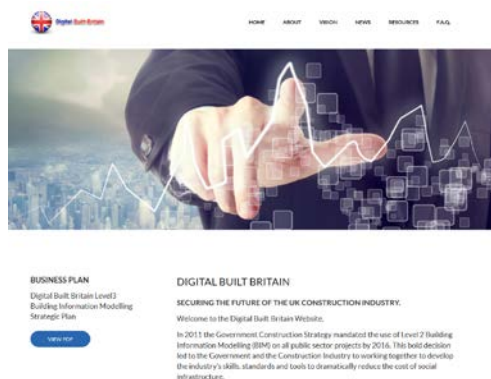 Digital Built Britain
HOME ABOUT VISION NEWS RESOURCES F.A.Q.
BUSINESS PLAN
Digital Built Britain Level3
Building Information Modelling
Strategic Plan
VIEW PDF
DIGITAL BUILT BRITAIN
SECURING THE FUTURE OF THE UK CONSTRUCTION INDUSTRY.
Welcome to the Digital Built Britain Website.
In 2011 the Government Construction Strategy mandated the use of Level 2 Building
Information Modelling (BIM) on all public sector projects by 2016. This bold decision
led to the Government and the Construction Industry to working together to develop
the industry's skills, standards and tools to dramatically reduce the cost of social
infrastructure.